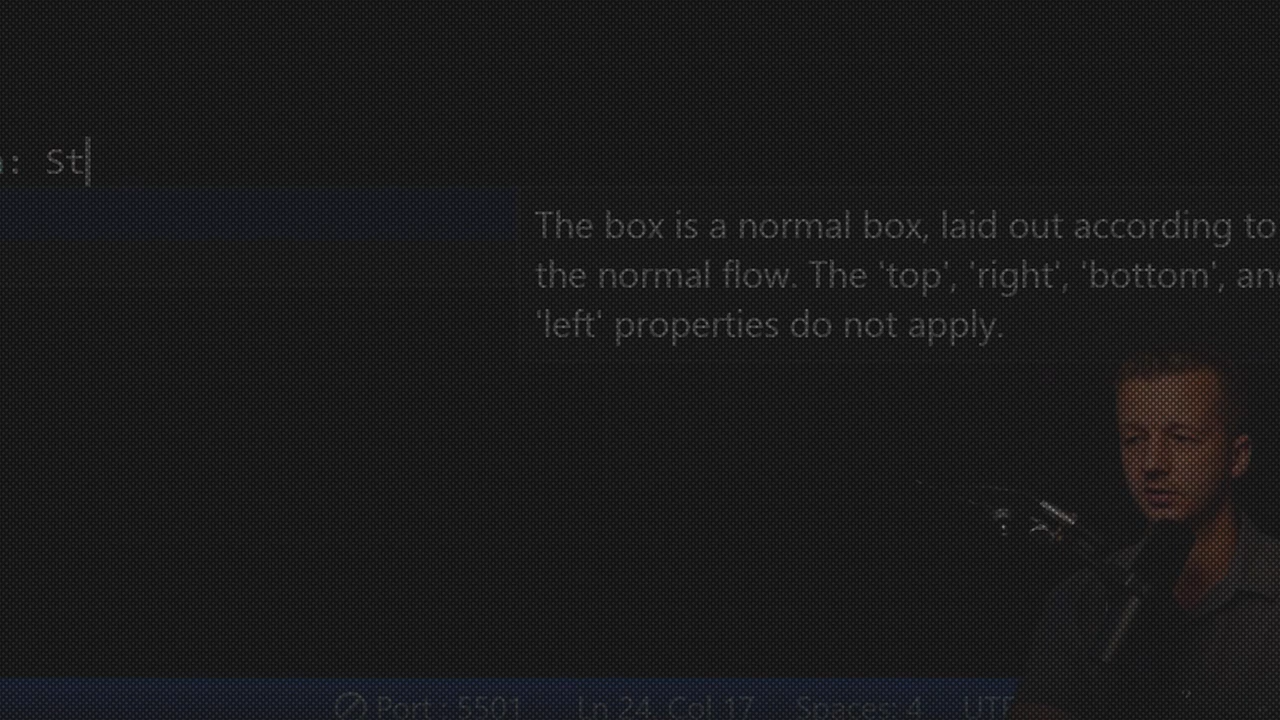 : St
The box is a normal box, laid out according to
the normal flow. The 'top', 'right', 'bottom', and
'left' properties do not apply.
Port : 5501 Ln 24, Col 17 Spaces: 4 UTF